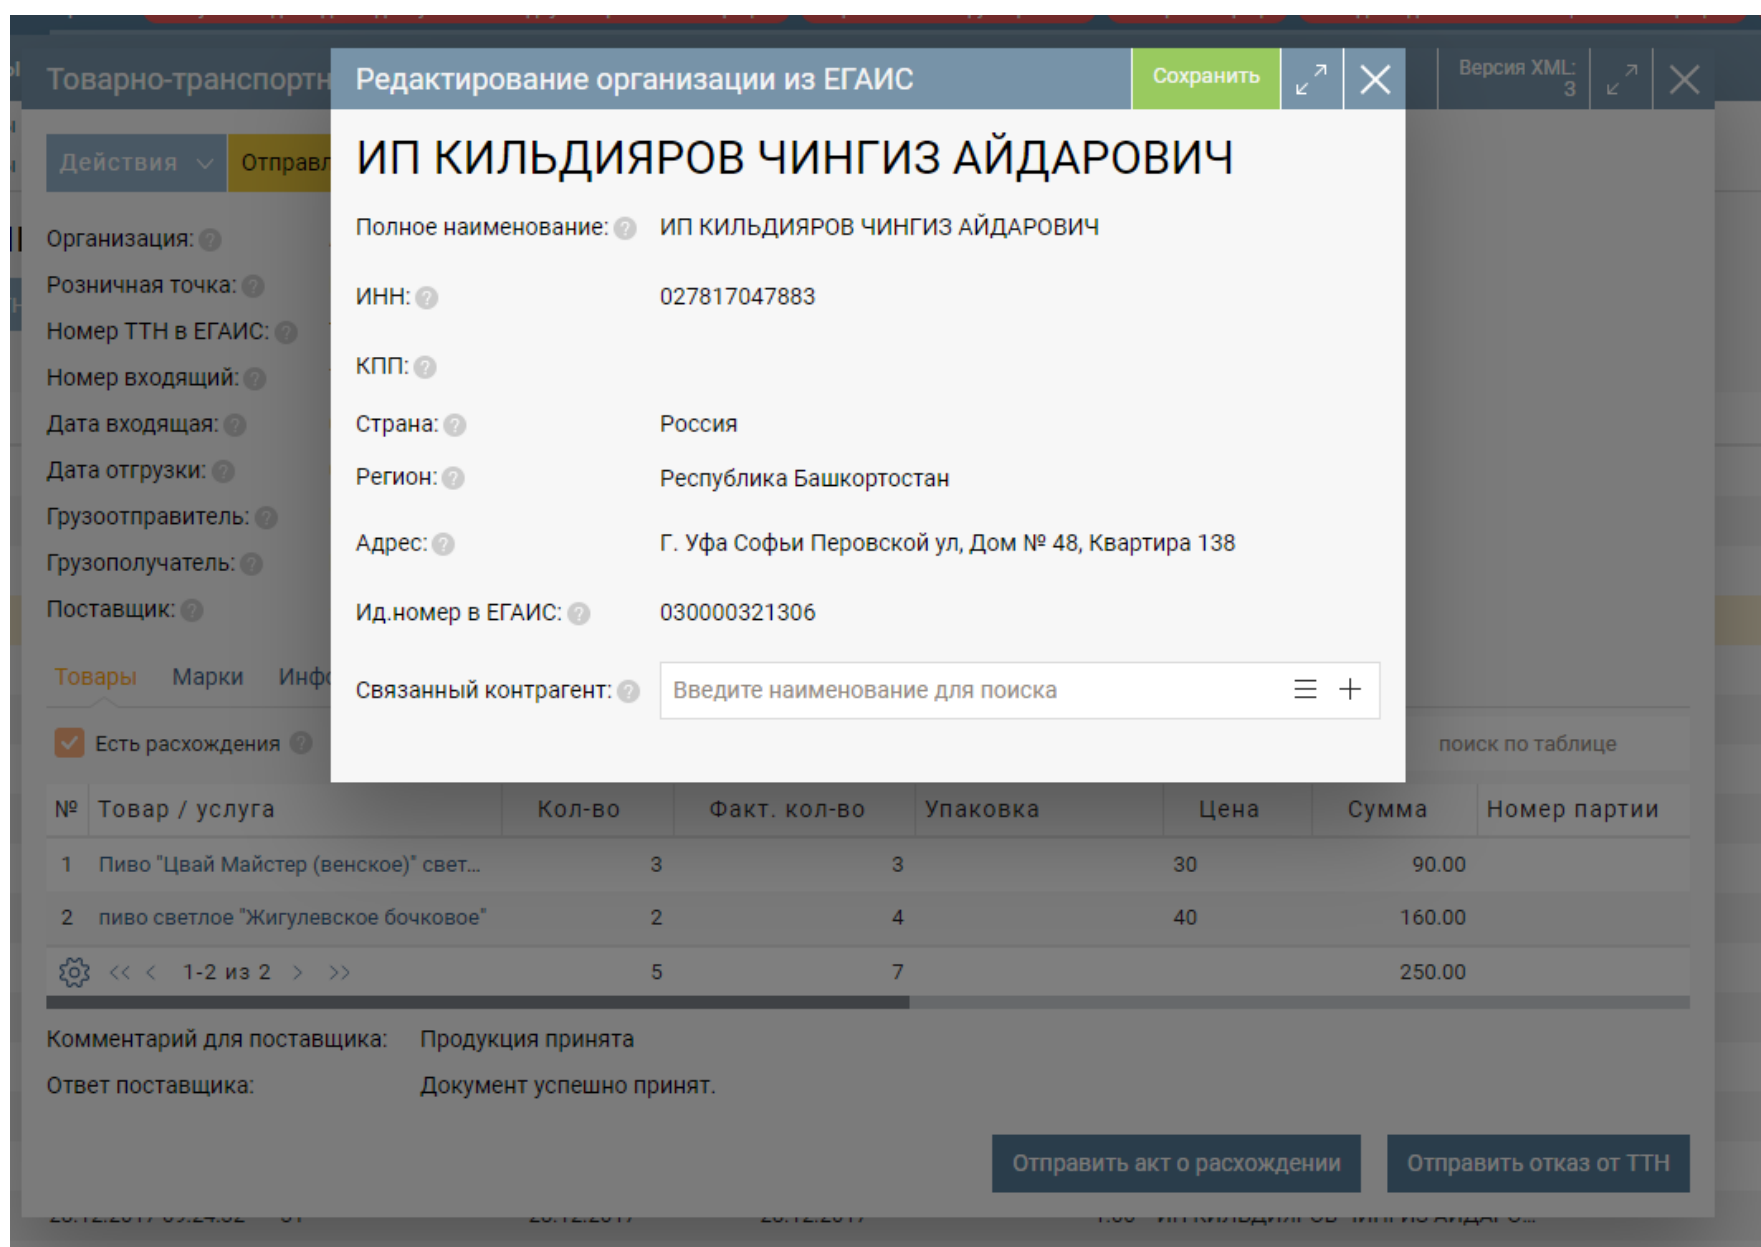 Товарно-транспортн
Редактирование организации из ЕГАИС
Сохранить
Версия XML:
3
Действия
Отправл
ИП КИЛЬДИЯРОВ ЧИНГИЗ АЙДАРОВИЧ
Организация:
Розничная точка:
Номер ТТН в ЕГАИС:
Номер входящий:
Дата входящая:
Дата отгрузки:
Грузоотправитель:
Грузополучатель:
Поставщик:
Полное наименование: ИП КИЛЬДИЯРОВ ЧИНГИЗ АЙДАРОВИЧ
ИНН: 027817047883
КПП:
Страна: Россия
Регион: Республика Башкортостан
Адрес: Г. Уфа Софьи Перовской ул, Дом № 48, Квартира 138
Ид.номер в ЕГАИС: 030000321306
Связанный контрагент: Введите наименование для поиска
Товары Марки Инфо
Есть расхождения
поиск по таблице
№ Товар / услуга Кол-во Факт. кол-во Упаковка Цена Сумма Номер партии
1 Пиво "Цвай Майстер (венское)" свет... 3 3 30 90.00
2 пиво светлое "Жигулевское бочковое" 2 4 40 160.00
<< < 1-2 из 2 > >> 5 7 250.00
Комментарий для поставщика: Продукция принята
Ответ поставщика: Документ успешно принят.
Отправить акт о расхождении Отправить отказ от ТТН